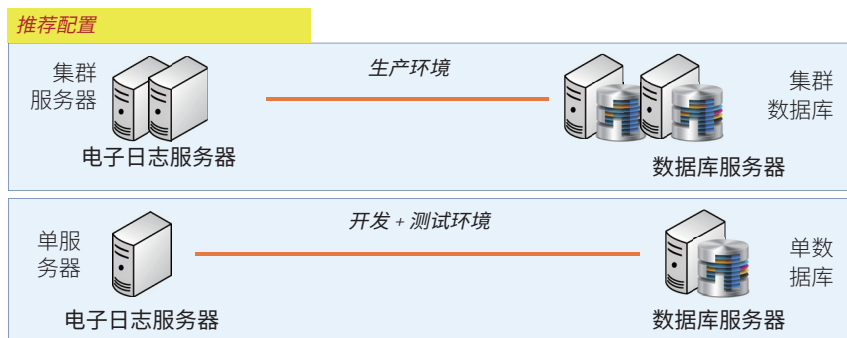 推荐配置
集群
服务器
生产环境
集群
数据库
电子日志服务器
数据库服务器
单服
务器
开发 + 测试环境
单数
据库
电子日志服务器
数据库服务器